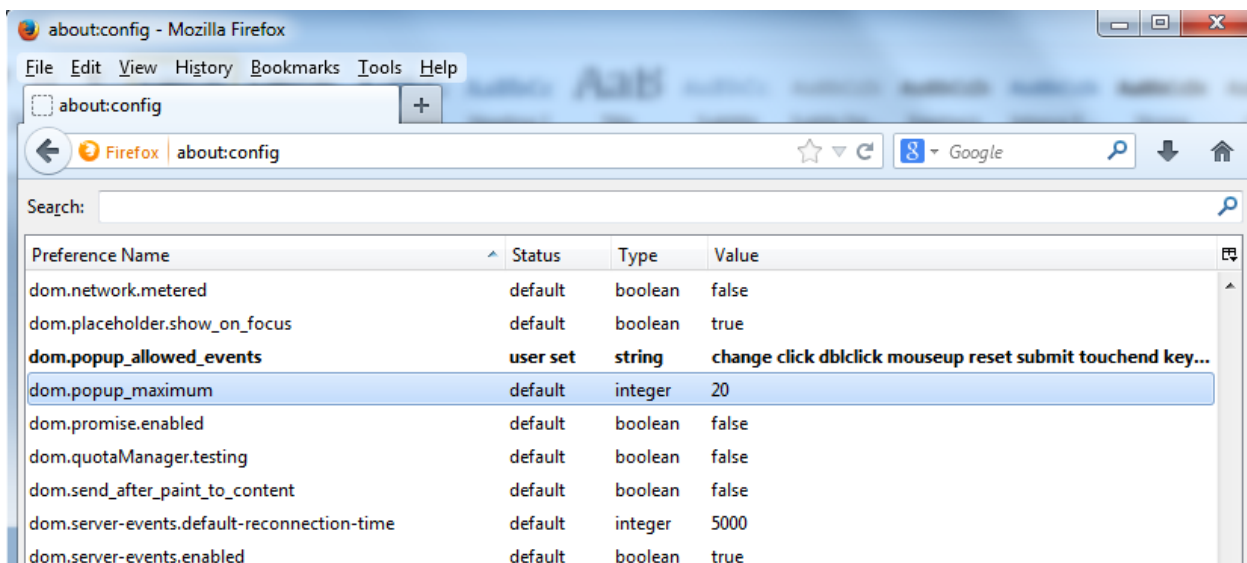 about:config - Mozilla Firefox
File Edit View History Bookmarks Tools Help
about:config +
Firefox about:config 8 Google
Search:
Preference Name Status Type Value
dom.network.metered default boolean false
dom.placeholder.show_on_focus default boolean true
dom.popup_allowed_events user set string change click dblclick mouseup reset submit touchend key...
dom.popup_maximum default integer 20
dom.promise.enabled default boolean false
dom.quotaManager.testing default boolean false
dom.send_after_paint_to_content default boolean false
dom.server-events.default-reconnection-time default integer 5000
dom.server-events.enabled default boolean true